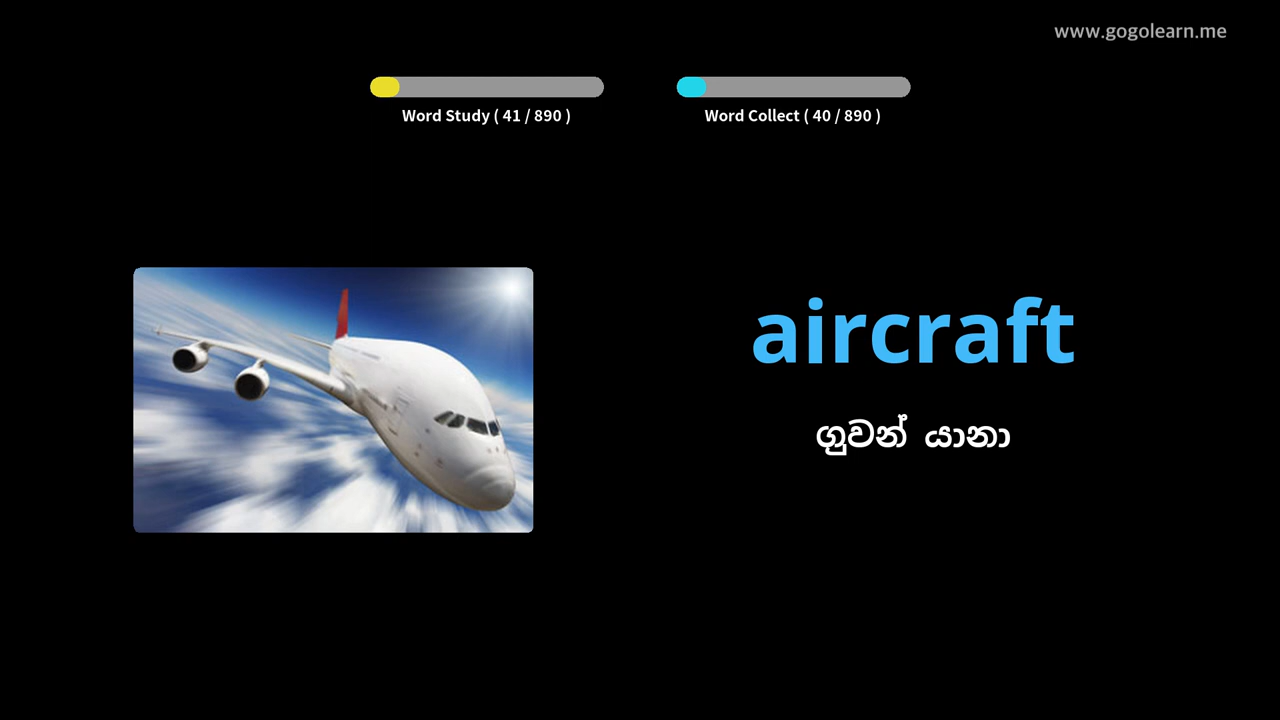 www.gogolearn.me
Word Study ( 41 / 890 )
Word Collect ( 40 / 890 )
aircraft
ගුවන් යානා